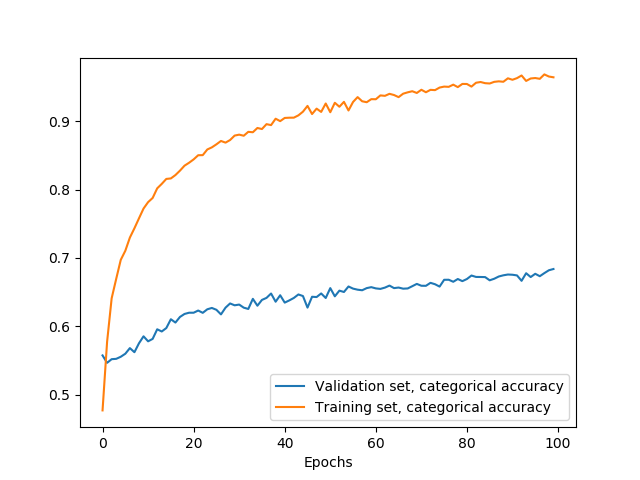 0.9
0.8
0.7
0.6
0.5
Validation set, categorical accuracy
Training set, categorical accuracy
0 20 40 60 80 100
Epochs